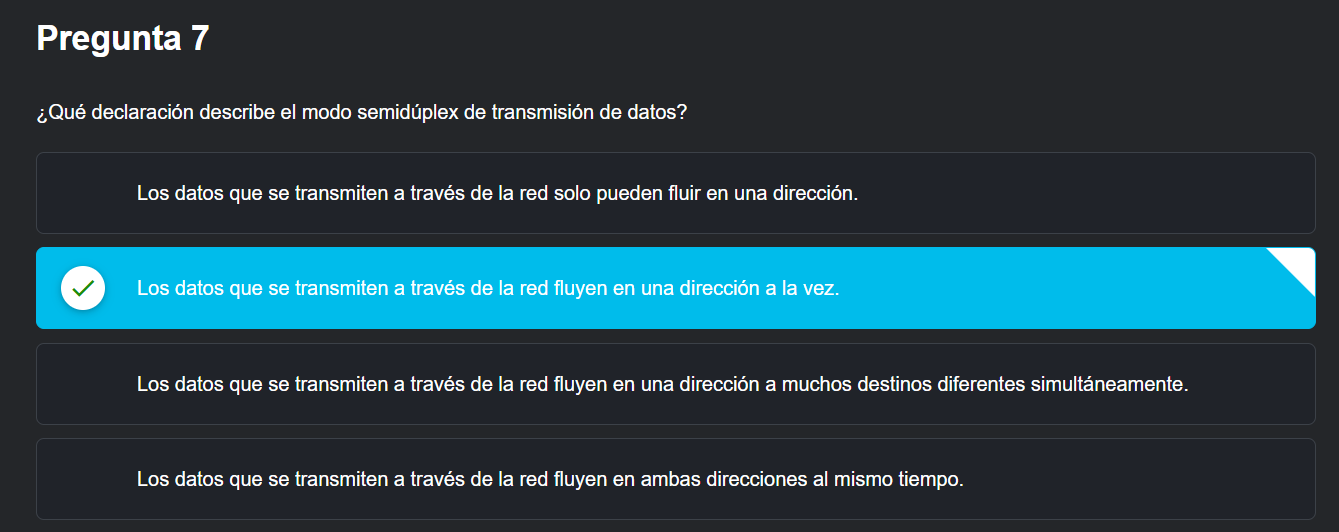 Pregunta 7
¿Qué declaración describe el modo semidúplex de transmisión de datos?
Los datos que se transmiten a través de la red solo pueden fluir en una dirección.
Los datos que se transmiten a través de la red fluyen en una dirección a la vez.
Los datos que se transmiten a través de la red fluyen en una dirección a muchos destinos diferentes simultáneamente.
Los datos que se transmiten a través de la red fluyen en ambas direcciones al mismo tiempo.